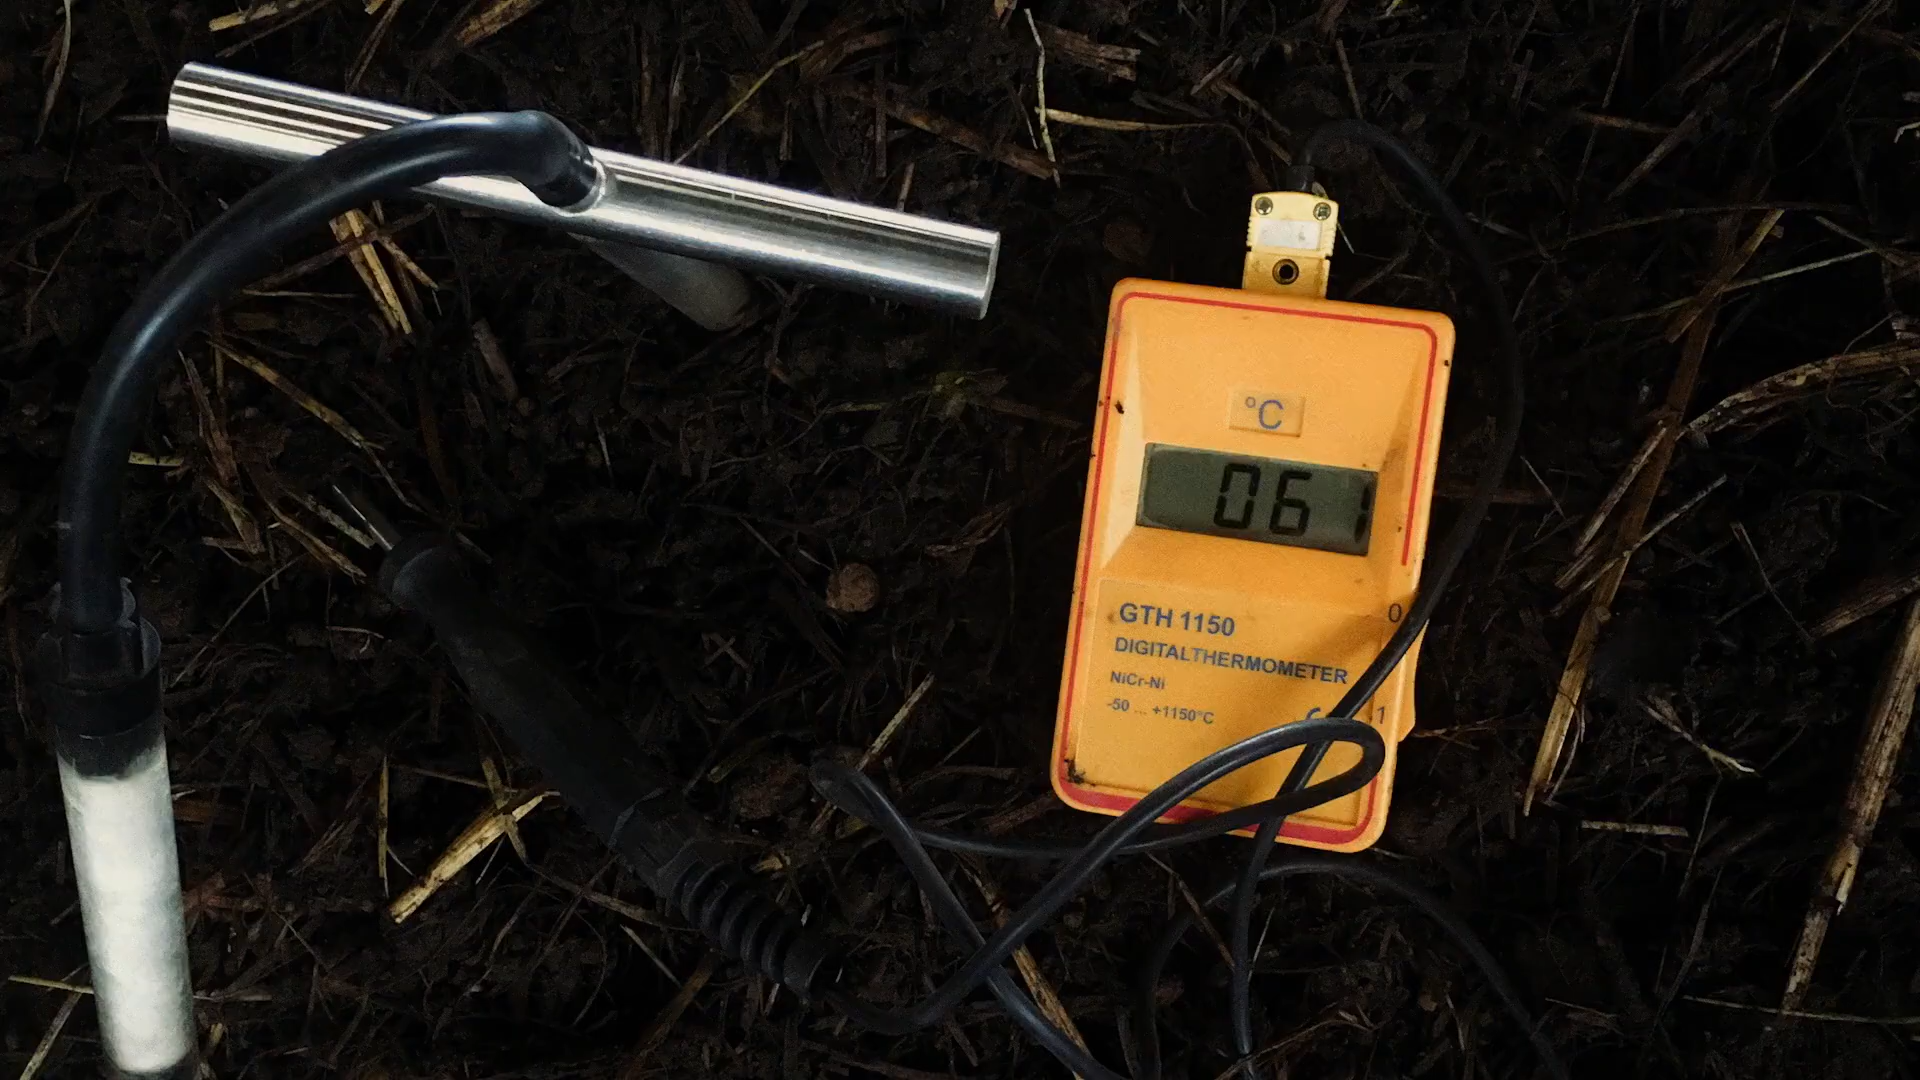 °C
061
GTH 1150
0
DIGITALTHERMOMETER
NiCr-Ni
-50 ... +1150°C
1